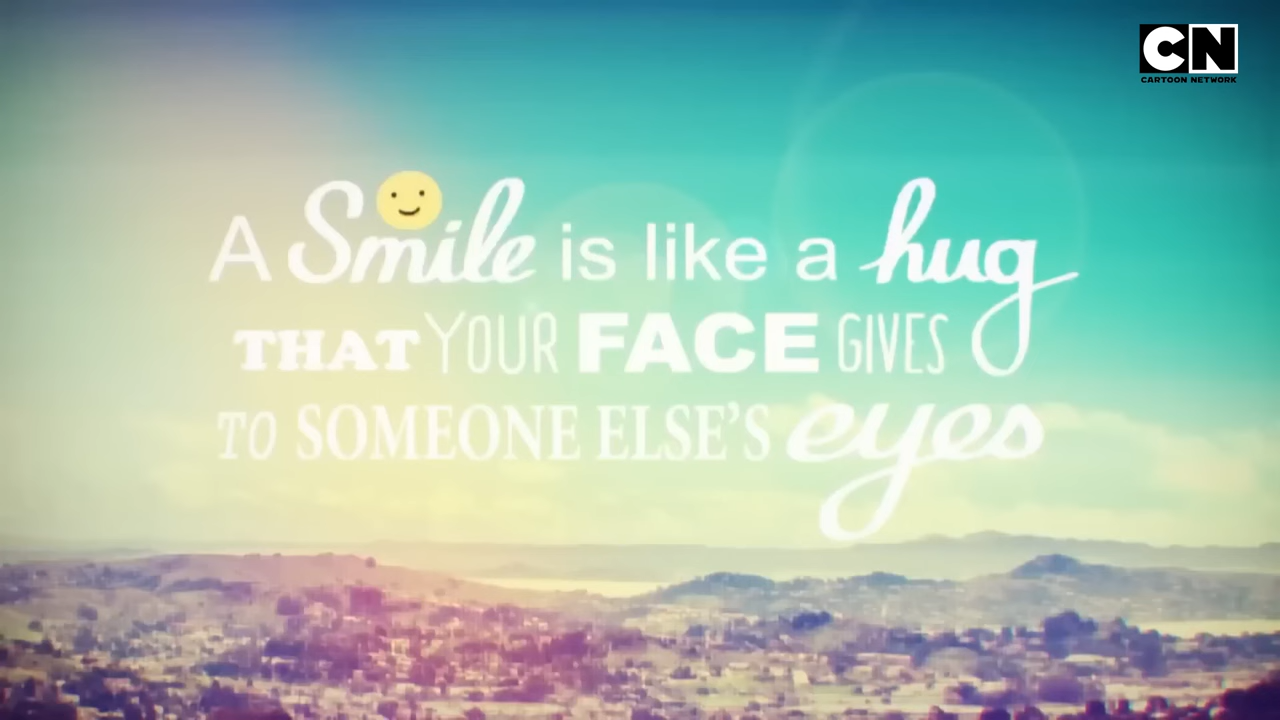 CN
CARTOON NETWORK
A Smile is like a hug
THAT YOUR FACE GIVES
TO SOMEONE ELSE'S eyes